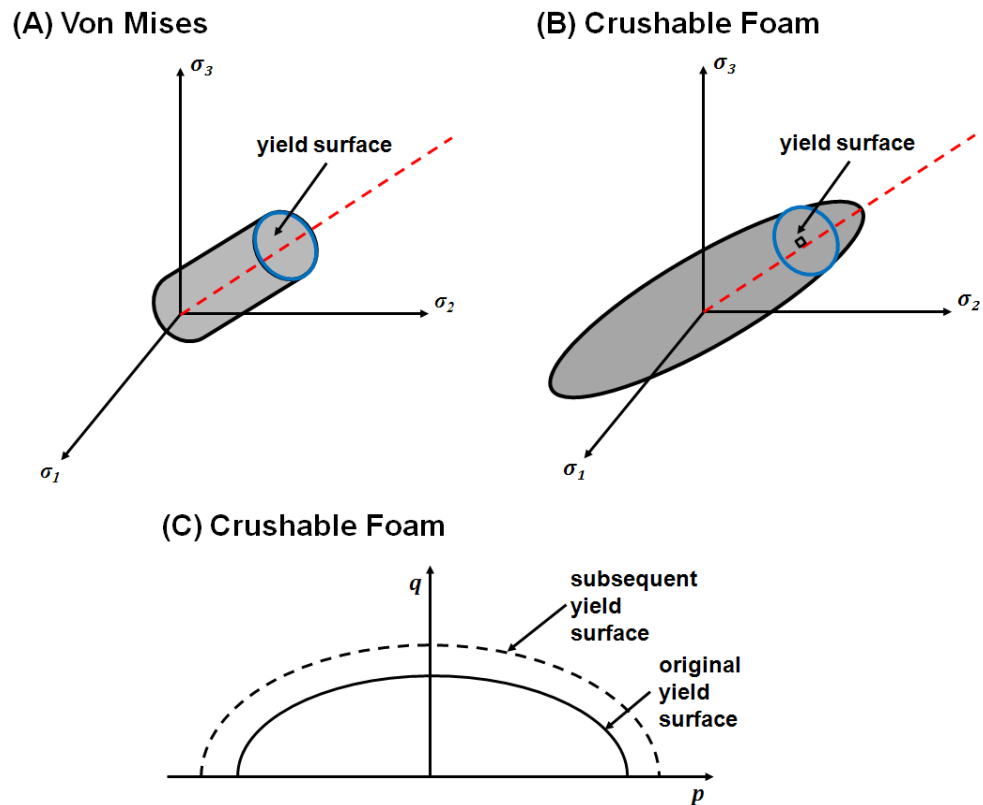 (A) Von Mises
(B) Crushable Foam
σ3
yield surface
σ2
σ1
σ3
yield surface
σ2
σ1
(C) Crushable Foam
q
subsequent
yield
surface
original
yield
surface
p